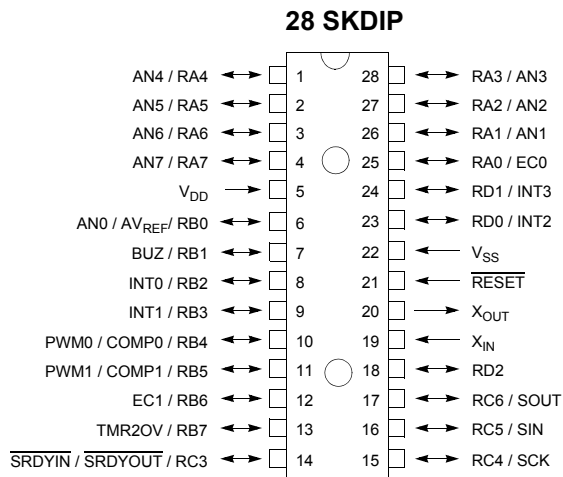 28 SKDIP
AN4 / RA4 1 28 RA3 / AN3
AN5 / RA5 2 27 RA2 / AN2
AN6 / RA6 3 26 RA1 / AN1
AN7 / RA7 4 25 RA0 / EC0
VDD 5 24 RD1 / INT3
AN0 / AVREF/ RB0 6 23 RD0 / INT2
BUZ / RB1 7 22 VSS
INT0 / RB2 8 21 RESET
INT1 / RB3 9 20 XOUT
PWM0 / COMP0 / RB4 10 19 XIN
PWM1 / COMP1 / RB5 11 18 RD2
EC1 / RB6 12 17 RC6 / SOUT
TMR2OV / RB7 13 16 RC5 / SIN
SRDYIN / SRDYOUT / RC3 14 15 RC4 / SCK